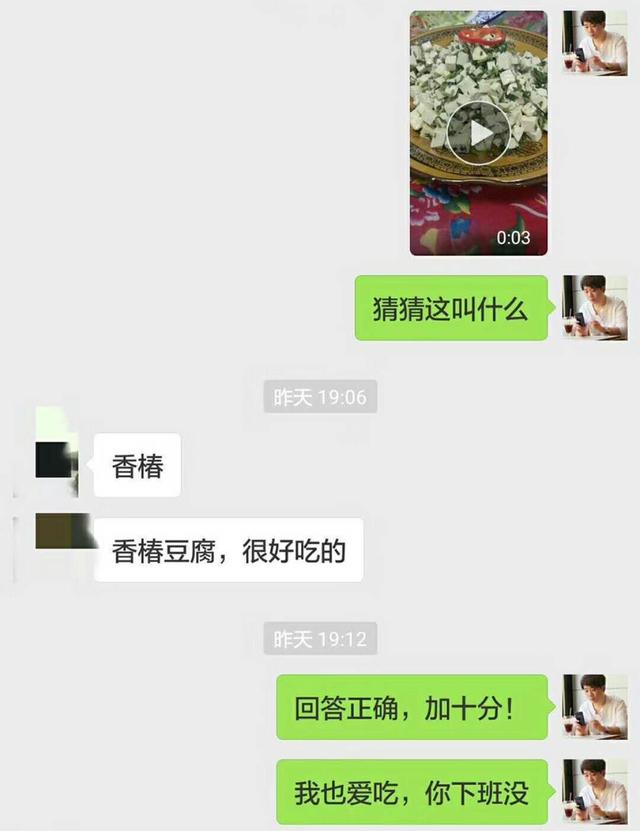 0:03
猜猜这叫什么
昨天 19:06
香椿
香椿豆腐，很好吃的
昨天 19:12
回答正确，加十分！
我也爱吃，你下班没